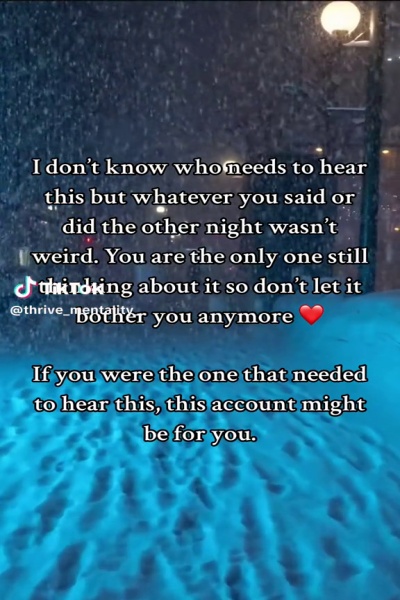 I don’t know who needs to hear
this but whatever you said or
did the other night wasn’t
weird. You are the only one still
thinking about it so don’t let it
TikTok
@thrive_mentality
bother you anymore ❤️
If you were the one that needed
to hear this, this account might
be for you.